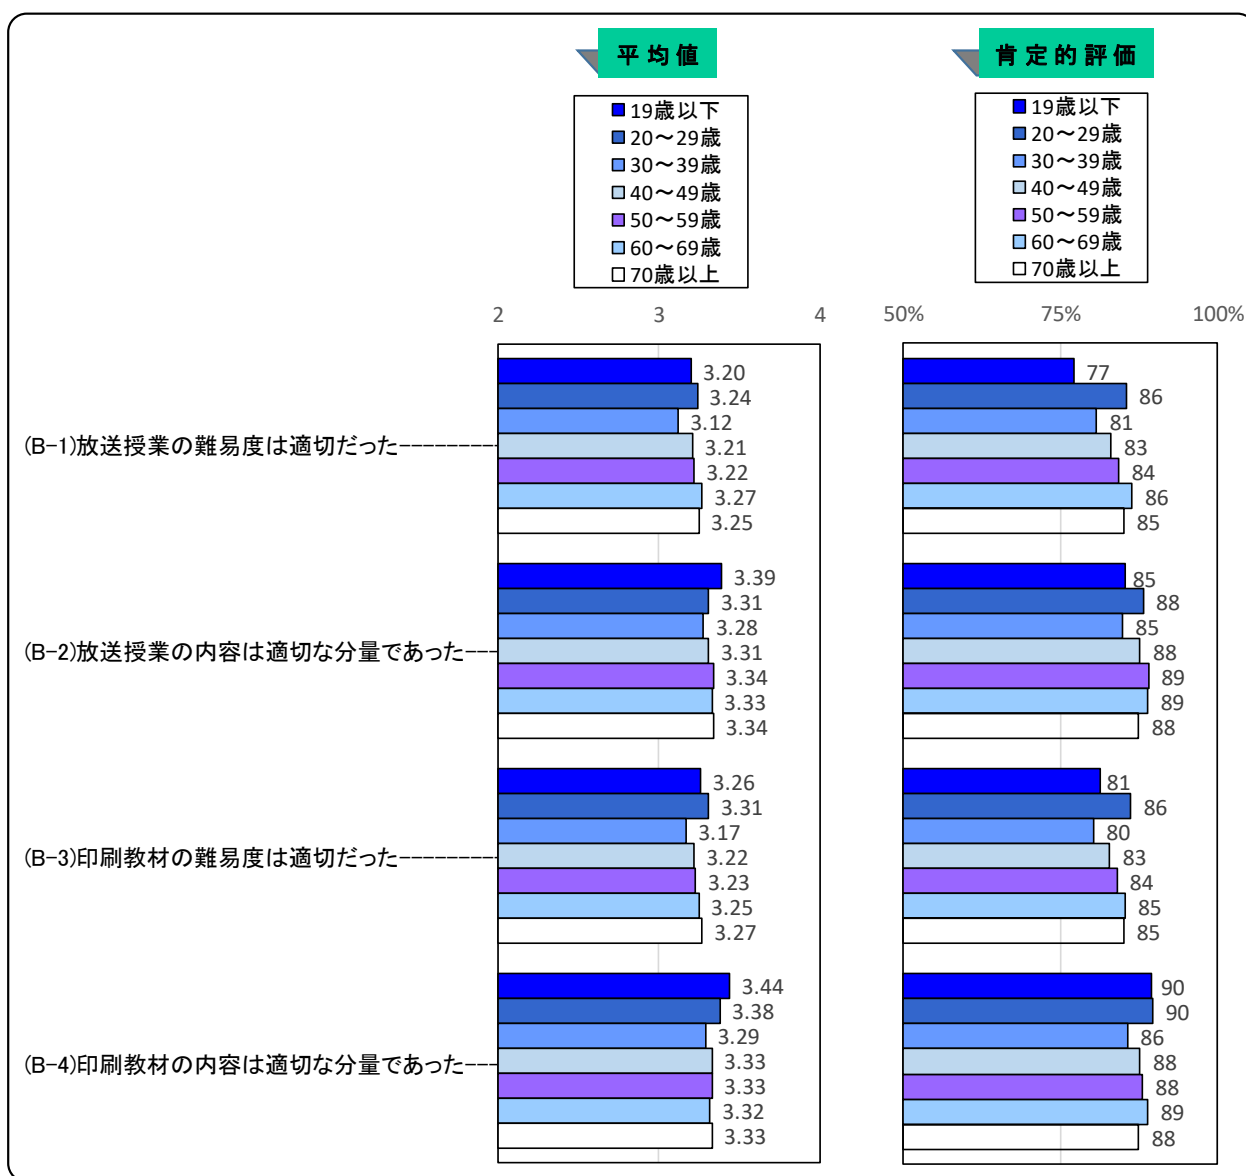 平均値
肯定的評価
19歳以下
20～29歳
30～39歳
40～49歳
50～59歳
60～69歳
70歳以上
19歳以下
20～29歳
30～39歳
40～49歳
50～59歳
60～69歳
70歳以上
2 3 4
50% 75% 100%
(B-1)放送授業の難易度は適切だった
3.20
3.24
3.12
3.21
3.22
3.27
3.25
77
86
81
83
84
86
85
(B-2)放送授業の内容は適切な分量であった
3.39
3.31
3.28
3.31
3.34
3.33
3.34
85
88
85
88
89
89
88
(B-3)印刷教材の難易度は適切だった
3.26
3.31
3.17
3.22
3.23
3.25
3.27
81
86
80
83
84
85
85
(B-4)印刷教材の内容は適切な分量であった
3.44
3.38
3.29
3.33
3.33
3.32
3.33
90
90
86
88
88
89
88